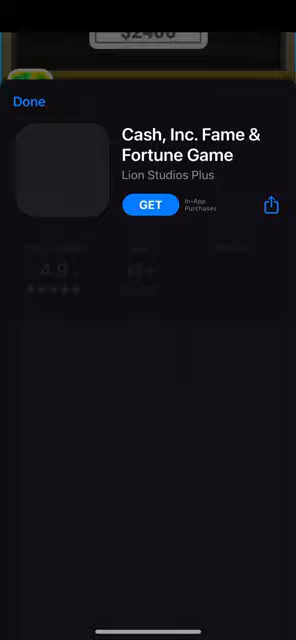 $2400
Done
Cash, Inc. Fame &
Fortune Game
Lion Studios Plus
GET
In-App
Purchases
4.9